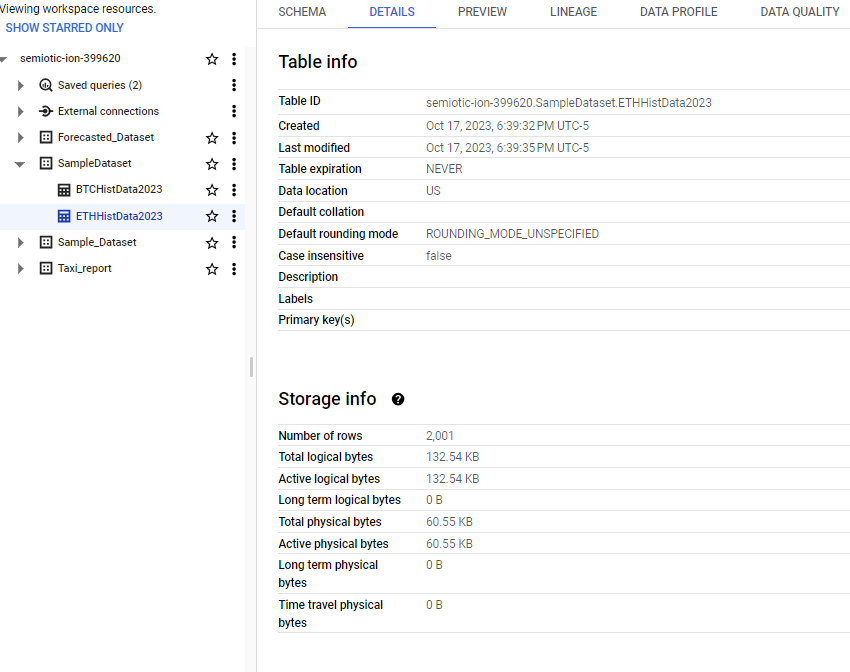 Viewing workspace resources.
SHOW STARRED ONLY
semiotic-ion-399620
Saved queries (2)
External connections
Forecasted_Dataset
SampleDataset
BTCHistData2023
ETHHistData2023
Sample_Dataset
Taxi_report
SCHEMA DETAILS PREVIEW LINEAGE DATA PROFILE DATA QUALITY
Table info
Table ID semiotic-ion-399620.SampleDataset.ETHHistData2023
Created Oct 17, 2023, 6:39:32 PM UTC-5
Last modified Oct 17, 2023, 6:39:35 PM UTC-5
Table expiration NEVER
Data location US
Default collation
Default rounding mode ROUNDING_MODE_UNSPECIFIED
Case insensitive false
Description
Labels
Primary key(s)
Storage info
Number of rows 2,001
Total logical bytes 132.54 KB
Active logical bytes 132.54 KB
Long term logical bytes 0 B
Total physical bytes 60.55 KB
Active physical bytes 60.55 KB
Long term physical 0 B
bytes
Time travel physical 0 B
bytes